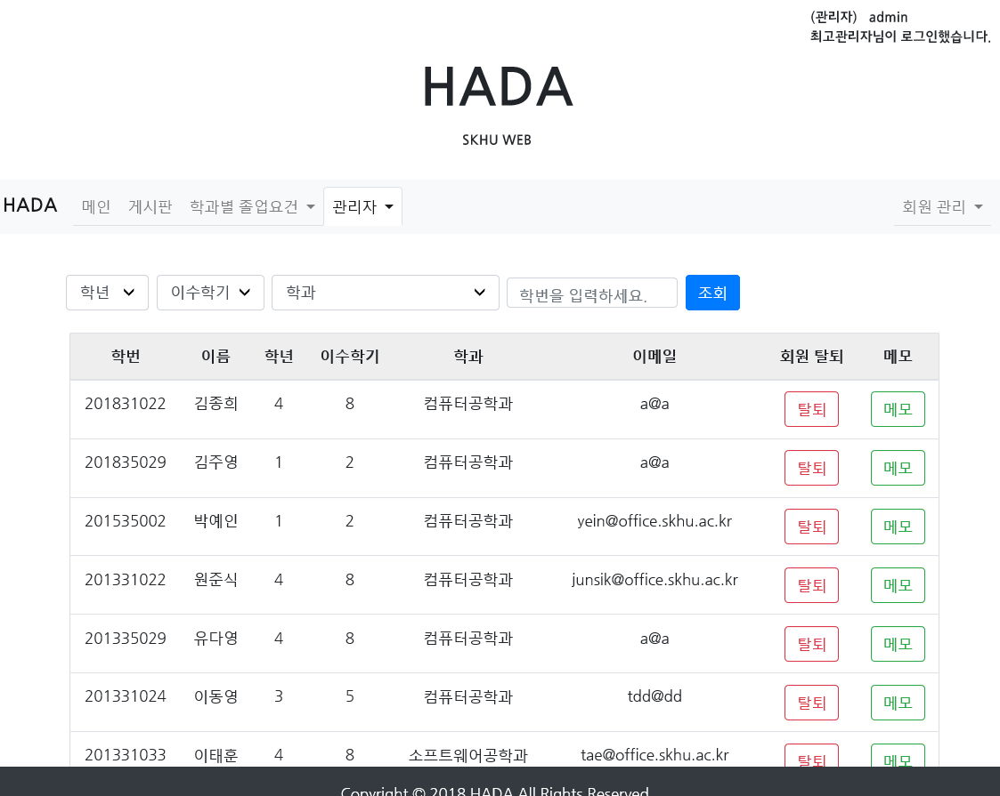 (관리자) admin
최고관리자님이 로그인했습니다.
HADA
SKHU WEB
HADA 메인 게시판 학과별 졸업요건 관리자 회원 관리
학년 이수학기 학과 학번을 입력하세요. 조회
학번 이름 학년 이수학기 학과 이메일 회원 탈퇴 메모
201831022 김종희 4 8 컴퓨터공학과 a@a 탈퇴 메모
201835029 김주영 1 2 컴퓨터공학과 a@a 탈퇴 메모
201535002 박예인 1 2 컴퓨터공학과 yein@office.skhu.ac.kr 탈퇴 메모
201331022 원준식 4 8 컴퓨터공학과 junsik@office.skhu.ac.kr 탈퇴 메모
201335029 유다영 4 8 컴퓨터공학과 a@a 탈퇴 메모
201331024 이동영 3 5 컴퓨터공학과 tdd@dd 탈퇴 메모
201331033 이태훈 4 8 소프트웨어공학과 tae@office.skhu.ac.kr 탈퇴 메모
Copyright © 2018 HADA All Rights Reserved